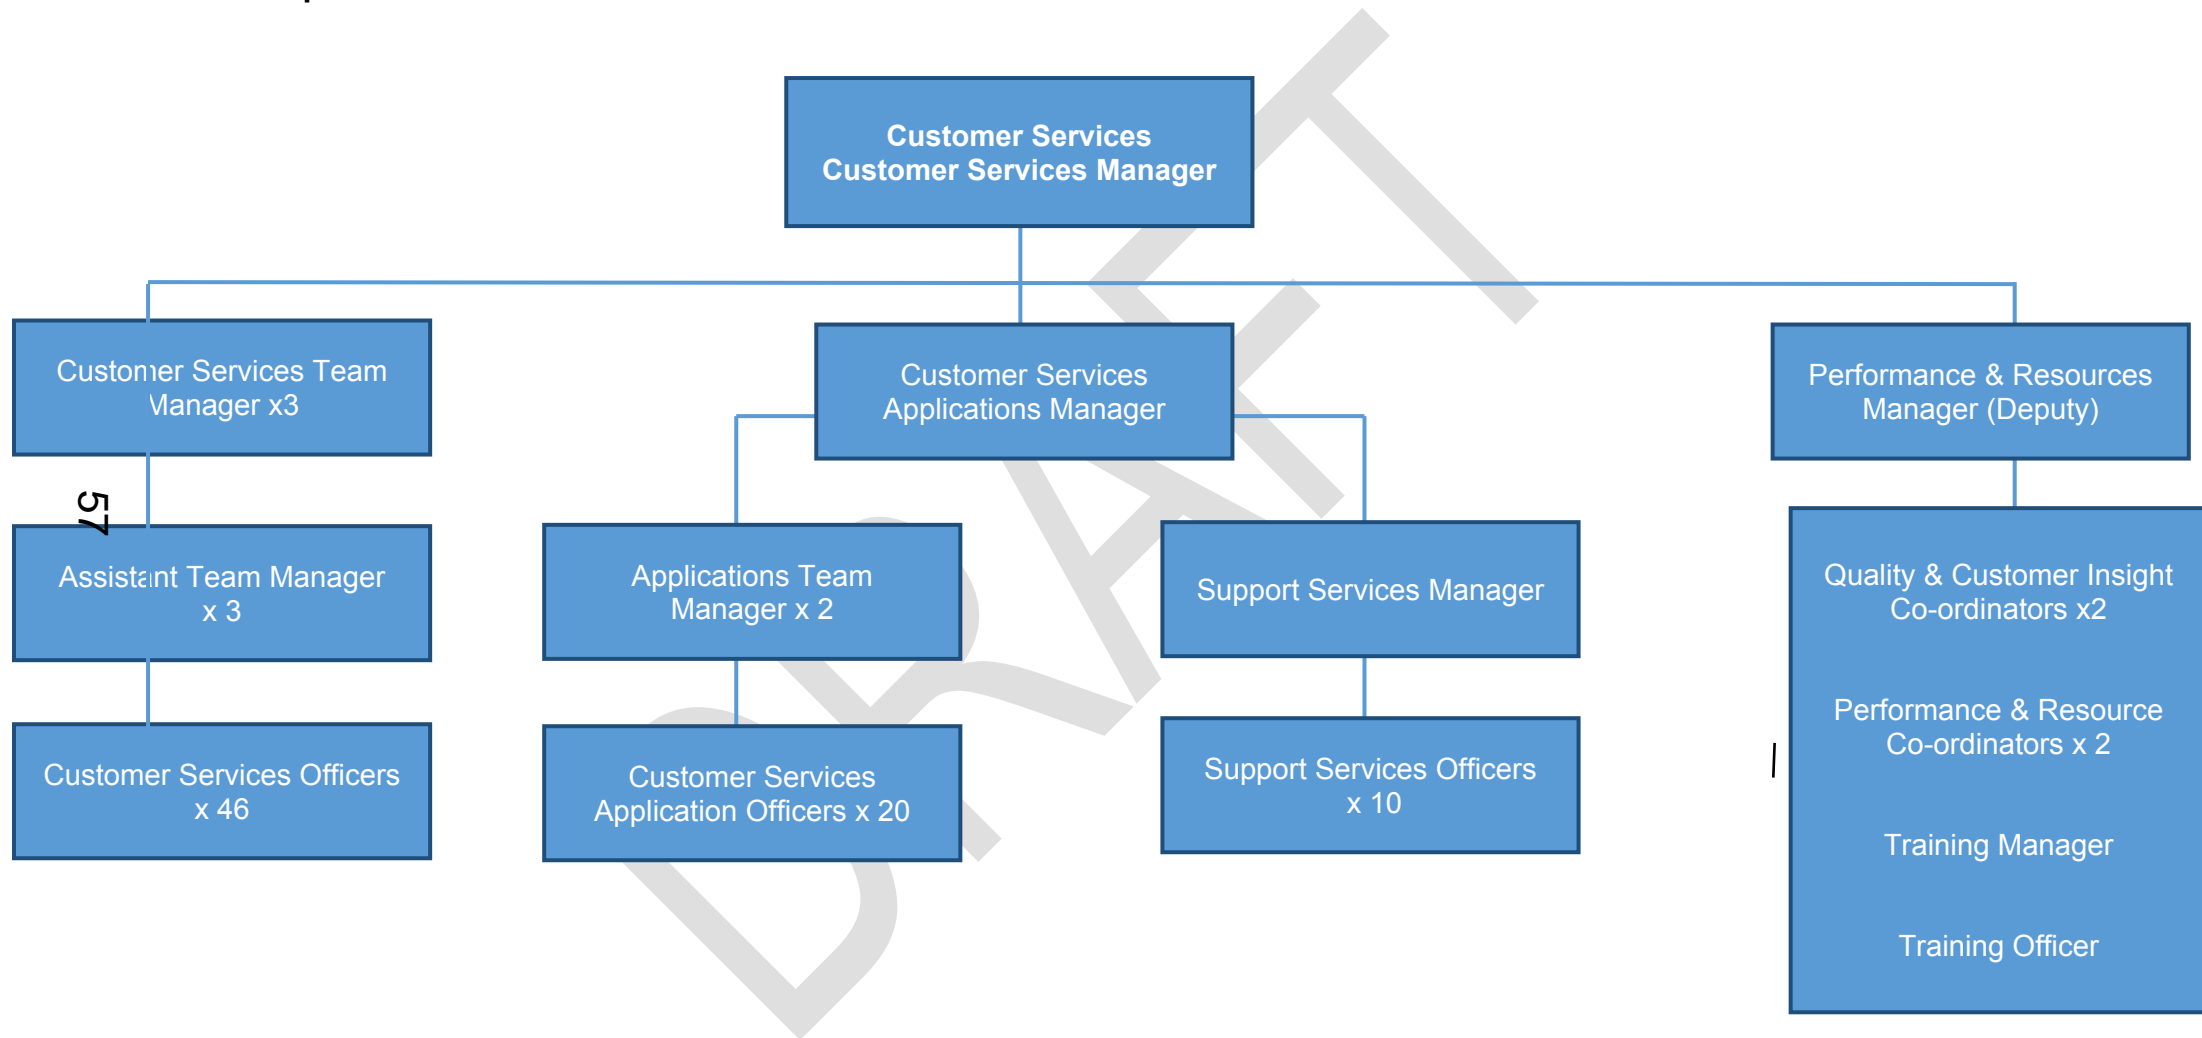 Customer Services
Customer Services Manager
Customer Services Team
Manager x3
Customer Services
Applications Manager
Performance & Resources
Manager (Deputy)
57
Assistant Team Manager
x 3
Applications Team
Manager x 2
Support Services Manager
Quality & Customer Insight
Co-ordinators x2
Performance & Resource
Co-ordinators x 2
Training Manager
Training Officer
Customer Services Officers
x 46
Customer Services
Application Officers x 20
Support Services Officers
x 10
DRAFT